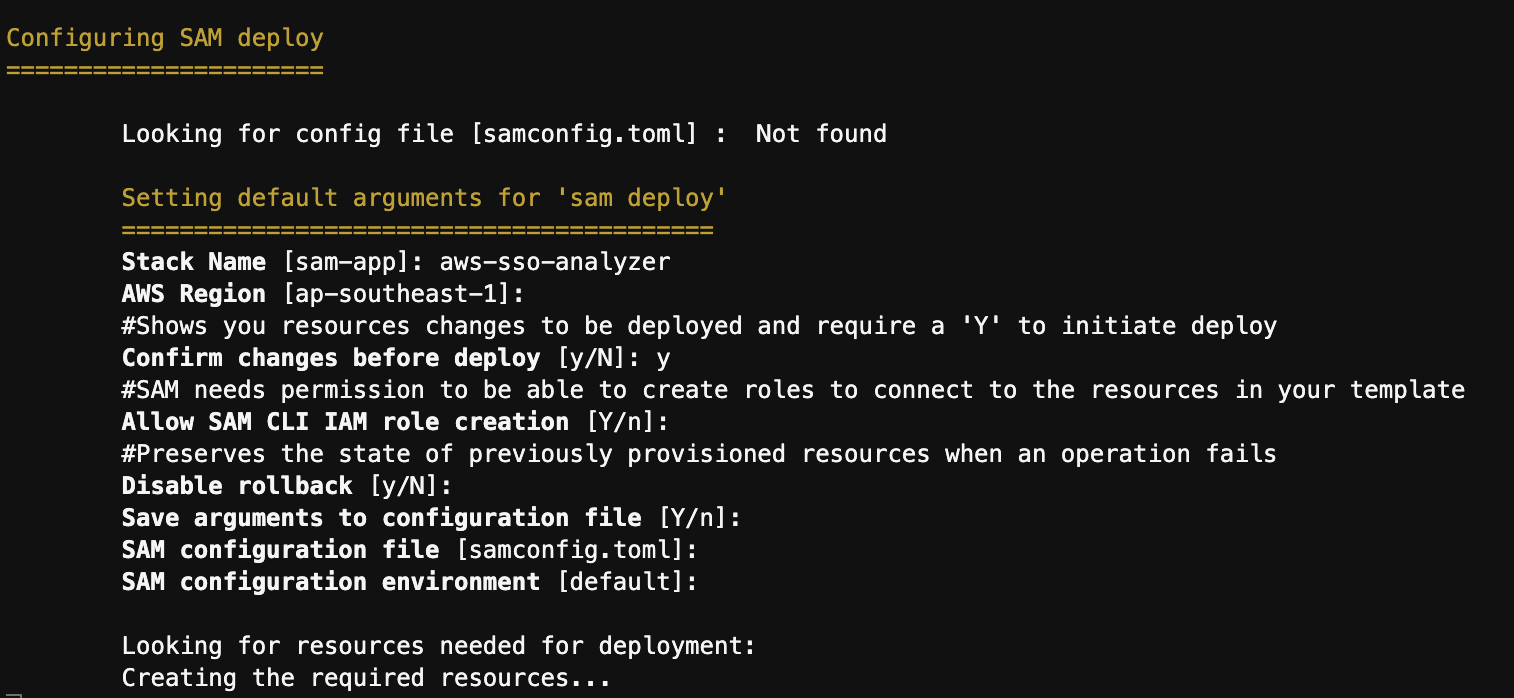 Configuring SAM deploy
======================
Looking for config file [samconfig.toml] :  Not found
Setting default arguments for 'sam deploy'
=========================================
Stack Name [sam-app]: aws-sso-analyzer
AWS Region [ap-southeast-1]:
#Shows you resources changes to be deployed and require a 'Y' to initiate deploy
Confirm changes before deploy [y/N]: y
#SAM needs permission to be able to create roles to connect to the resources in your template
Allow SAM CLI IAM role creation [Y/n]:
#Preserves the state of previously provisioned resources when an operation fails
Disable rollback [y/N]:
Save arguments to configuration file [Y/n]:
SAM configuration file [samconfig.toml]:
SAM configuration environment [default]:
Looking for resources needed for deployment:
Creating the required resources...